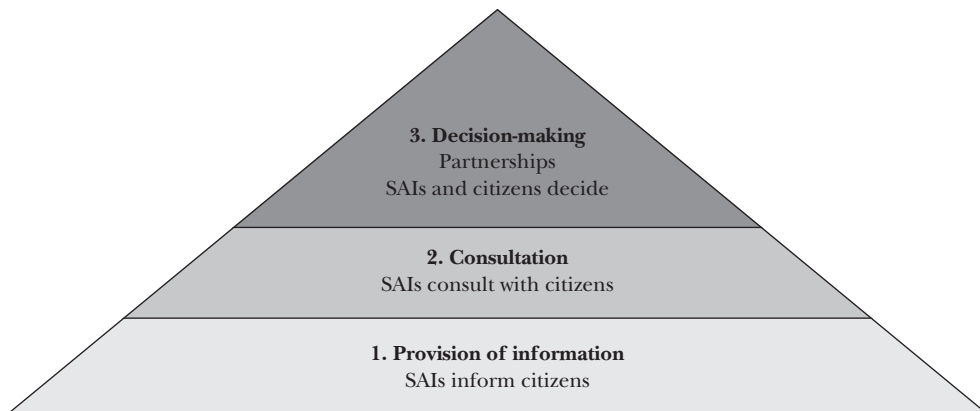 3. Decision-making
Partnerships
SAIs and citizens decide
2. Consultation
SAIs consult with citizens
1. Provision of information
SAIs inform citizens